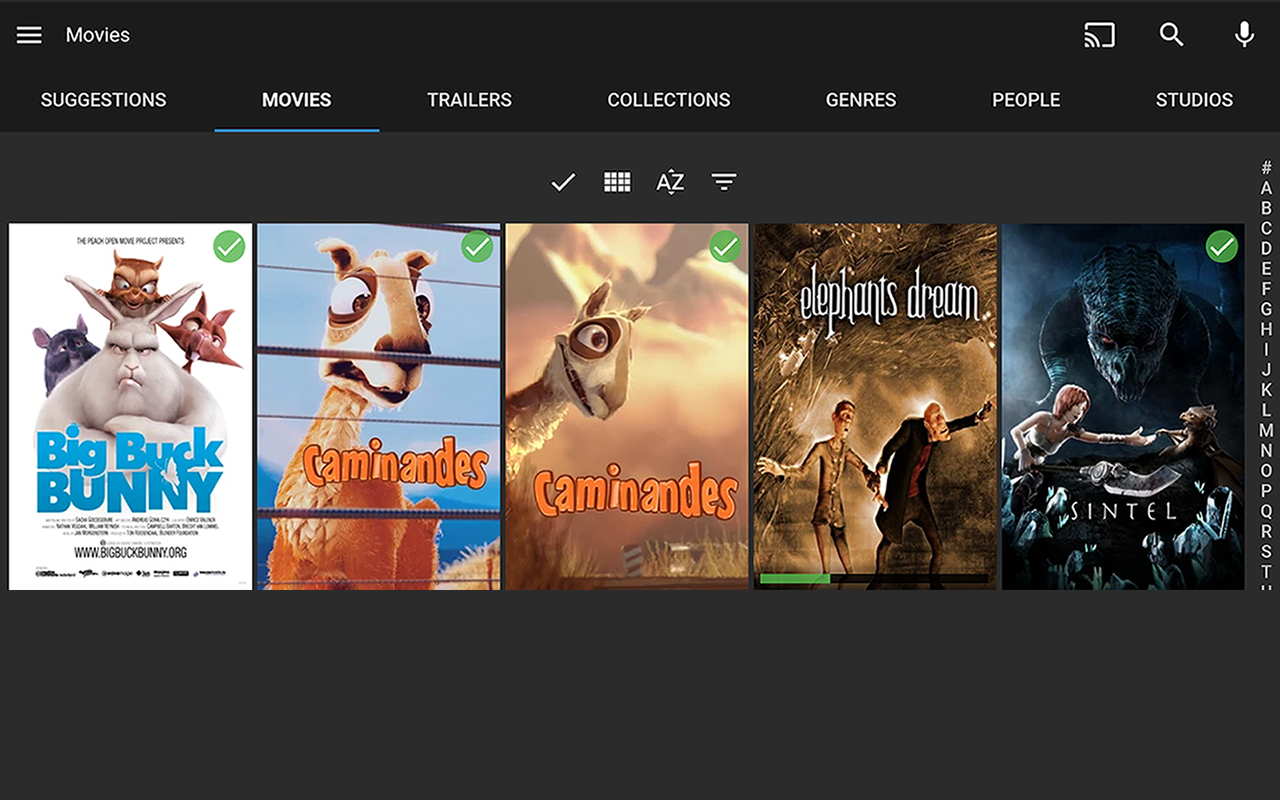 Movies
SUGGESTIONS
MOVIES
TRAILERS
COLLECTIONS
GENRES
PEOPLE
STUDIOS
AZ
#
A
B
C
D
E
F
G
H
I
J
K
L
M
N
O
P
Q
R
S
T
THE PEACH OPEN MOVIE PROJECT PRESENTS
Big Buck
BUNNY
WWW.BIGBUCKBUNNY.ORG
Caminandes
Caminandes
elephants dream
SINTEL